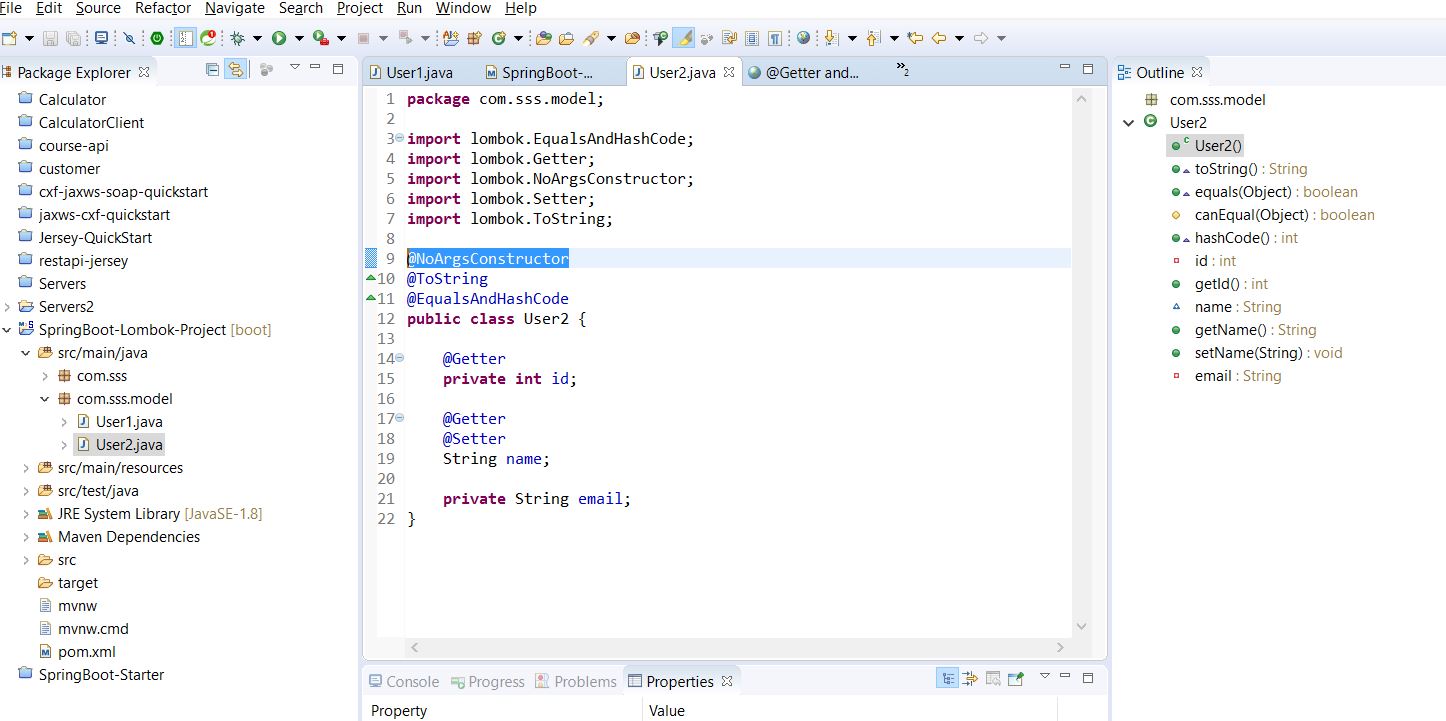 File Edit Source Refactor Navigate Search Project Run Window Help
Package Explorer
Calculator
CalculatorClient
course-api
customer
cxf-jaxws-soap-quickstart
jaxws-cxf-quickstart
Jersey-QuickStart
restapi-jersey
Servers
Servers2
SpringBoot-Lombok-Project [boot]
src/main/java
com.sss
com.sss.model
User1.java
User2.java
src/main/resources
src/test/java
JRE System Library [JavaSE-1.8]
Maven Dependencies
src
target
mvnw
mvnw.cmd
pom.xml
SpringBoot-Starter
User1.java SpringBoot-... User2.java @Getter and... »2
1 package com.sss.model;
2
3 import lombok.EqualsAndHashCode;
4 import lombok.Getter;
5 import lombok.NoArgsConstructor;
6 import lombok.Setter;
7 import lombok.ToString;
8
9 @NoArgsConstructor
10 @ToString
11 @EqualsAndHashCode
12 public class User2 {
13
14 @Getter
15 private int id;
16
17 @Getter
18 @Setter
19 String name;
20
21 private String email;
22 }
Console Progress Problems Properties
Property Value
Outline
com.sss.model
User2
User2()
toString() : String
equals(Object) : boolean
canEqual(Object) : boolean
hashCode() : int
id : int
getId() : int
name : String
getName() : String
setName(String) : void
email : String